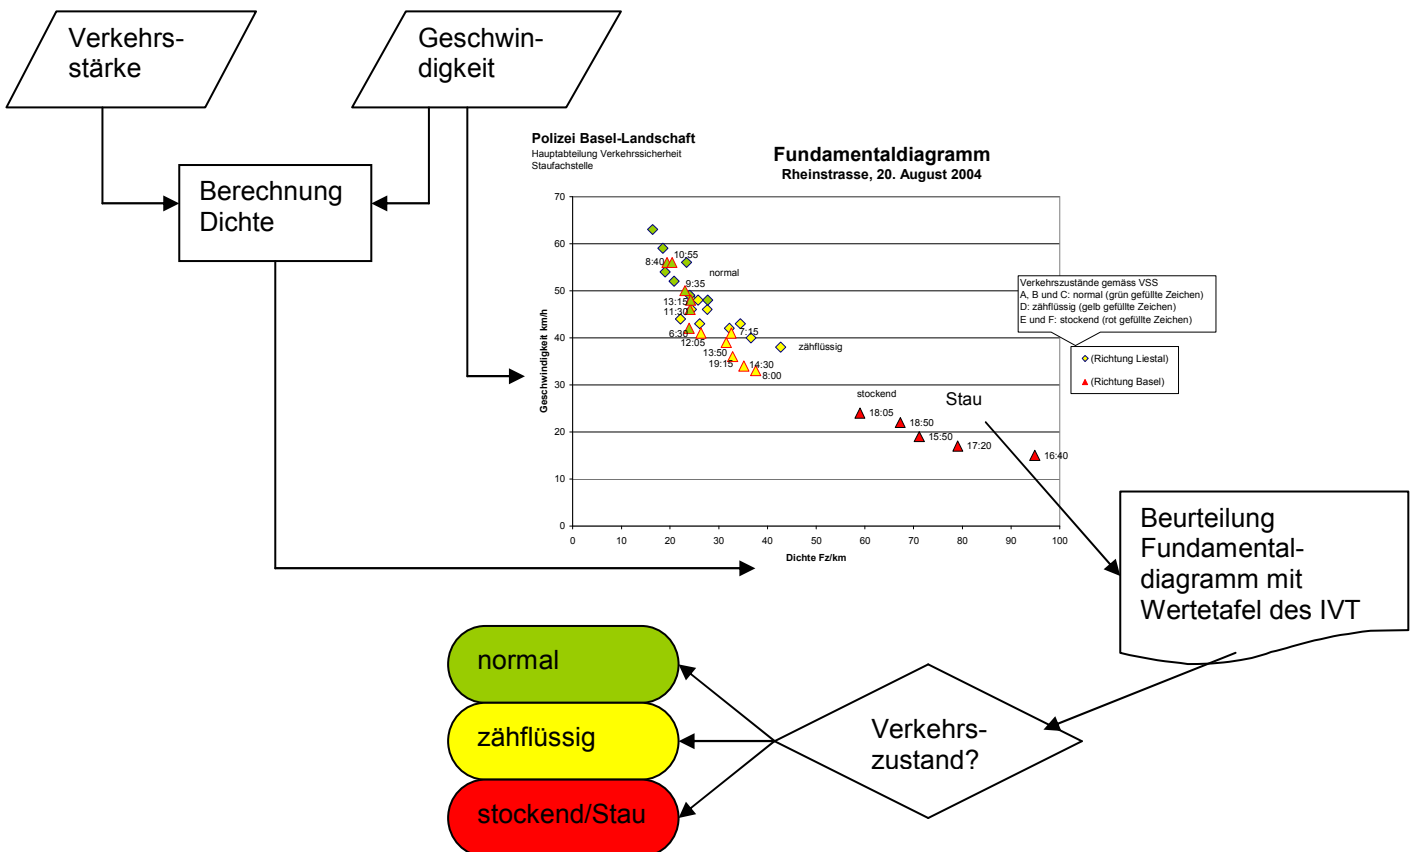 Verkehrs-
stärke
Geschwin-
digkeit
Berechnung
Dichte
Polizei Basel-Landschaft
Hauptabteilung Verkehrssicherheit
Staufachstelle
Fundamentaldiagramm
Rheinstrasse, 20. August 2004
Geschwindigkeit km/h
70
60
50
40
30
20
10
0
0 10 20 30 40 50 60 70 80 90 100
Dichte Fz/km
8:40
10:55
normal
9:35
13:15
11:30
6:30
12:05
7:15
13:50
zähflüssig
19:15
14:30
8:00
stockend
Stau
18:05
18:50
15:50
17:20
16:40
Verkehrszustände gemäss VSS
A, B und C: normal (grün gefüllte Zeichen)
D: zähflüssig (gelb gefüllte Zeichen)
E und F: stockend (rot gefüllte Zeichen)
(Richtung Liestal)
(Richtung Basel)
Beurteilung
Fundamental-
diagramm mit
Wertetafel des IVT
Verkehrs-
zustand?
normal
zähflüssig
stockend/Stau